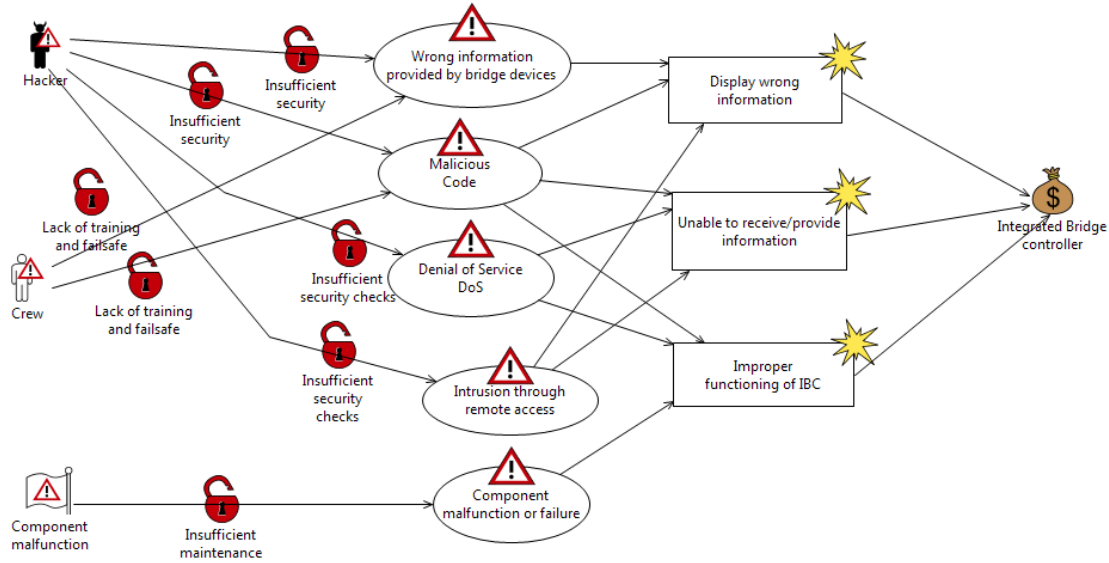 Hacker
Insufficient
security
Insufficient
security
Wrong information
provided by bridge devices
Display wrong
information
Malicious
Code
Lack of training
and failsafe
Unable to receive/provide
information
$
Integrated Bridge
controller
Crew
Lack of training
and failsafe
Insufficient
security checks
Denial of Service
DoS
Insufficient
security
checks
Intrusion through
remote access
Improper
functioning of IBC
Component
malfunction
Insufficient
maintenance
Component
malfunction or failure